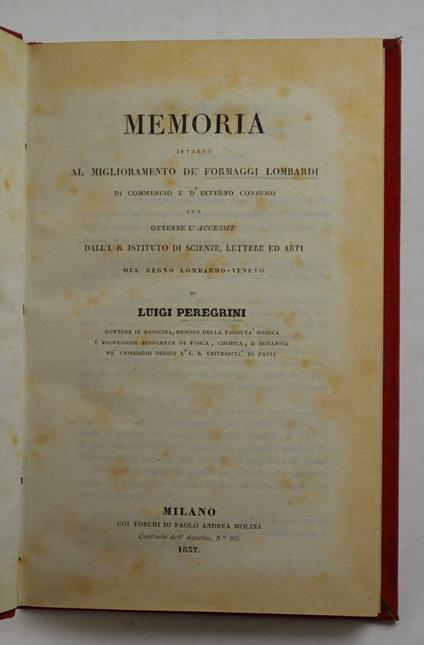 MEMORIA
INTORNO
AL MIGLIORAMENTO DE' FORMAGGI LOMBARDI
DI COMMERCIO E D'INTERNO CONSUMO
CHE
OTTENNE L'ACCESSIT
DALL'I. R. ISTITUTO DI SCIENZE, LETTERE ED ARTI
DEL REGNO LOMBARDO-VENETO
DI
LUIGI PEREGRINI
DOTTORE IN MEDICINA, MEMBRO DELLA FACOLTA' MEDICA
E PROFESSORE SUPPLENTE DI FISICA, CHIMICA, E BOTANICA
PE' CHIRURGHI PRESSO L'I. R. UNIVERSITA' DI PAVIA
MILANO
COI TORCHI DI PAOLO ANDREA MOLINA
Contrada dell'Agnello, N.° 963
1837.